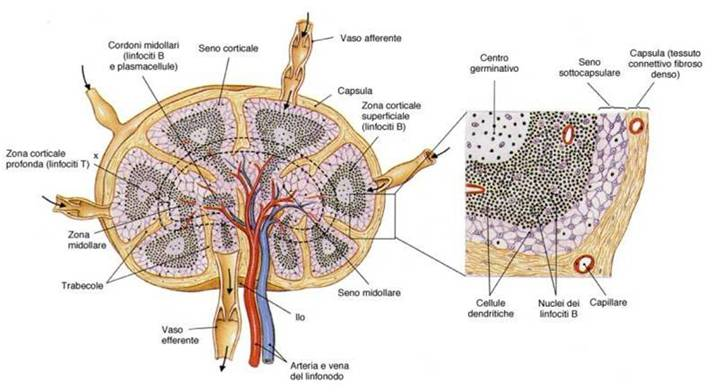 Cordoni midollari
(linfociti B
e plasmacellule)
Seno corticale
Vaso afferente
Capsula
Zona corticale
superficiale
(linfociti B)
Zona corticale
profonda (linfociti T)
x
Zona
midollare
Trabecole
Vaso
efferente
Ilo
Seno midollare
Arteria e vena
del linfonodo
Centro
germinativo
Seno
sottocapsulare
Capsula (tessuto
connettivo fibroso
denso)
Cellule
dendritiche
Nuclei dei
linfociti B
Capillare